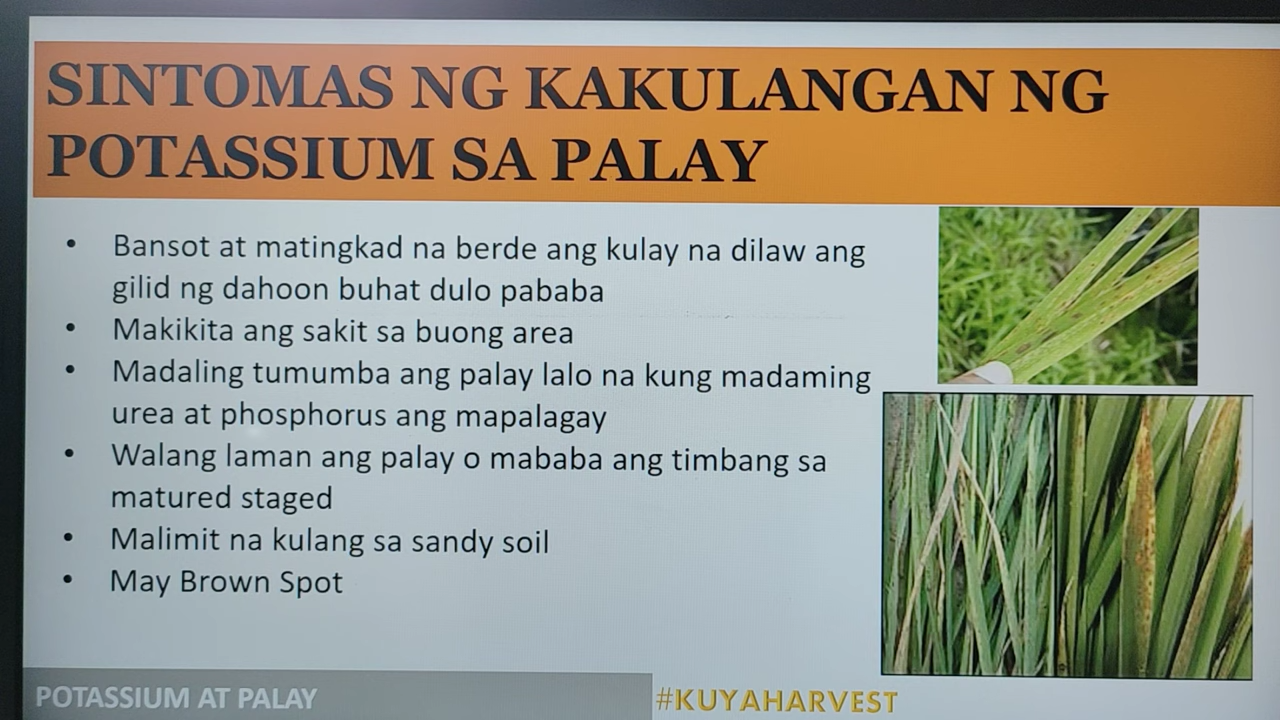 SINTOMAS NG KAKULANGAN NG
POTASSIUM SA PALAY
• Bansot at matingkad na berde ang kulay na dilaw ang
gilid ng dahoon buhat dulo pababa
• Makikita ang sakit sa buong area
• Madaling tumumba ang palay lalo na kung madaming
urea at phosphorus ang mapalagay
• Walang laman ang palay o mababa ang timbang sa
matured staged
• Malimit na kulang sa sandy soil
• May Brown Spot
POTASSIUM AT PALAY
#KUYAHARVEST